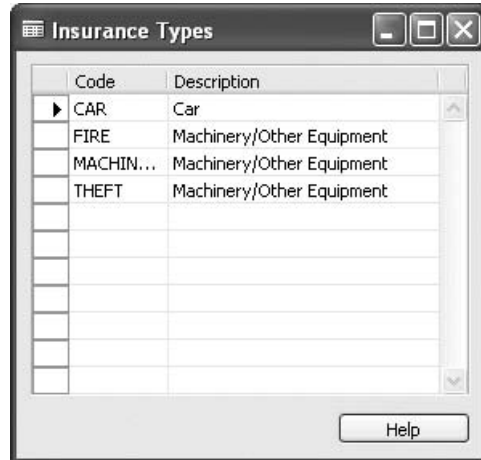 Insurance Types
Code Description
CAR Car
FIRE Machinery/Other Equipment
MACHIN... Machinery/Other Equipment
THEFT Machinery/Other Equipment
Help